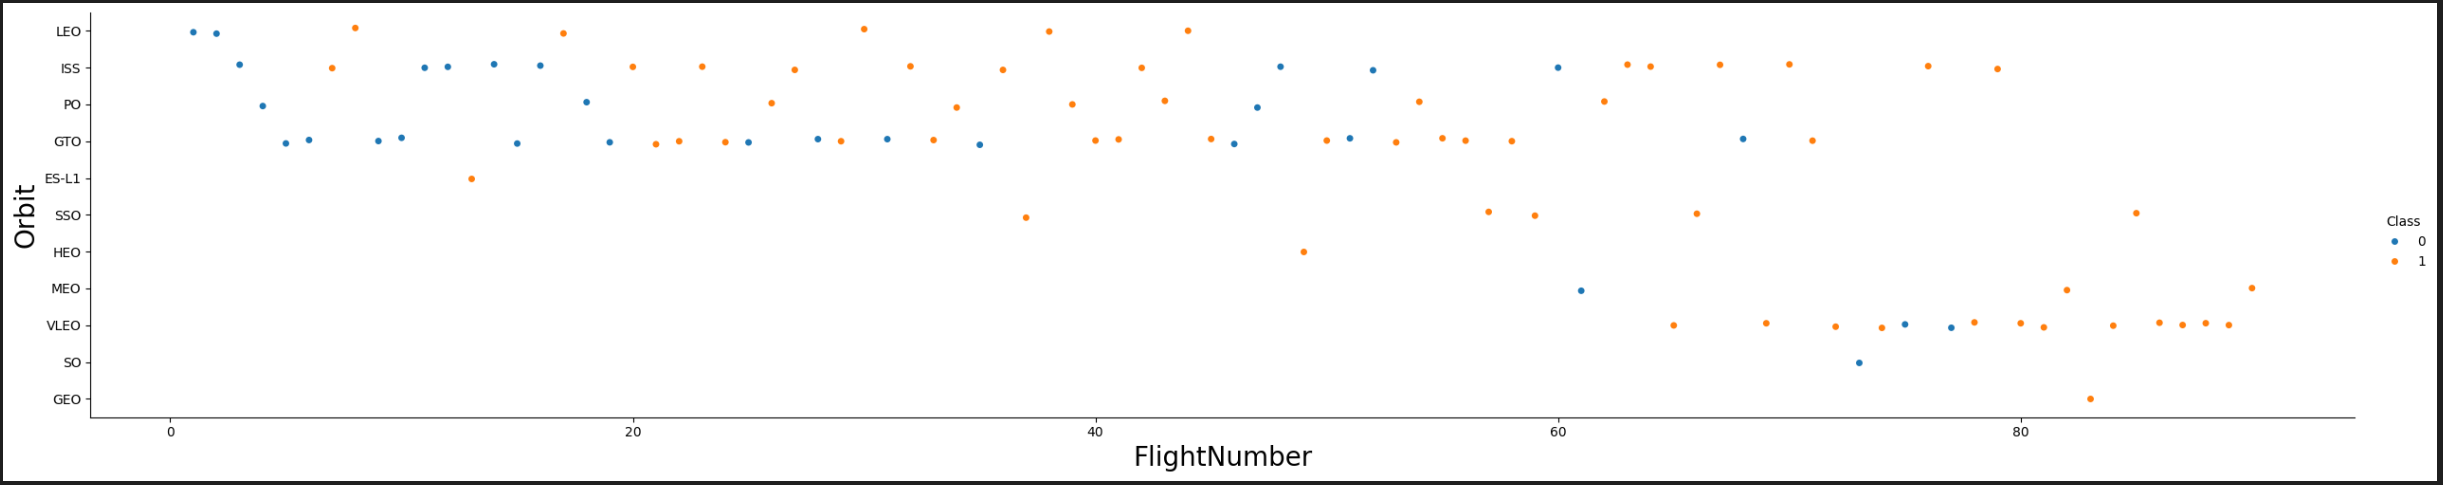 LEO
ISS
PO
GTO
ES-L1
SSO
HEO
MEO
VLEO
SO
GEO
Orbit
0 20 40 60 80
FlightNumber
Class
0
1